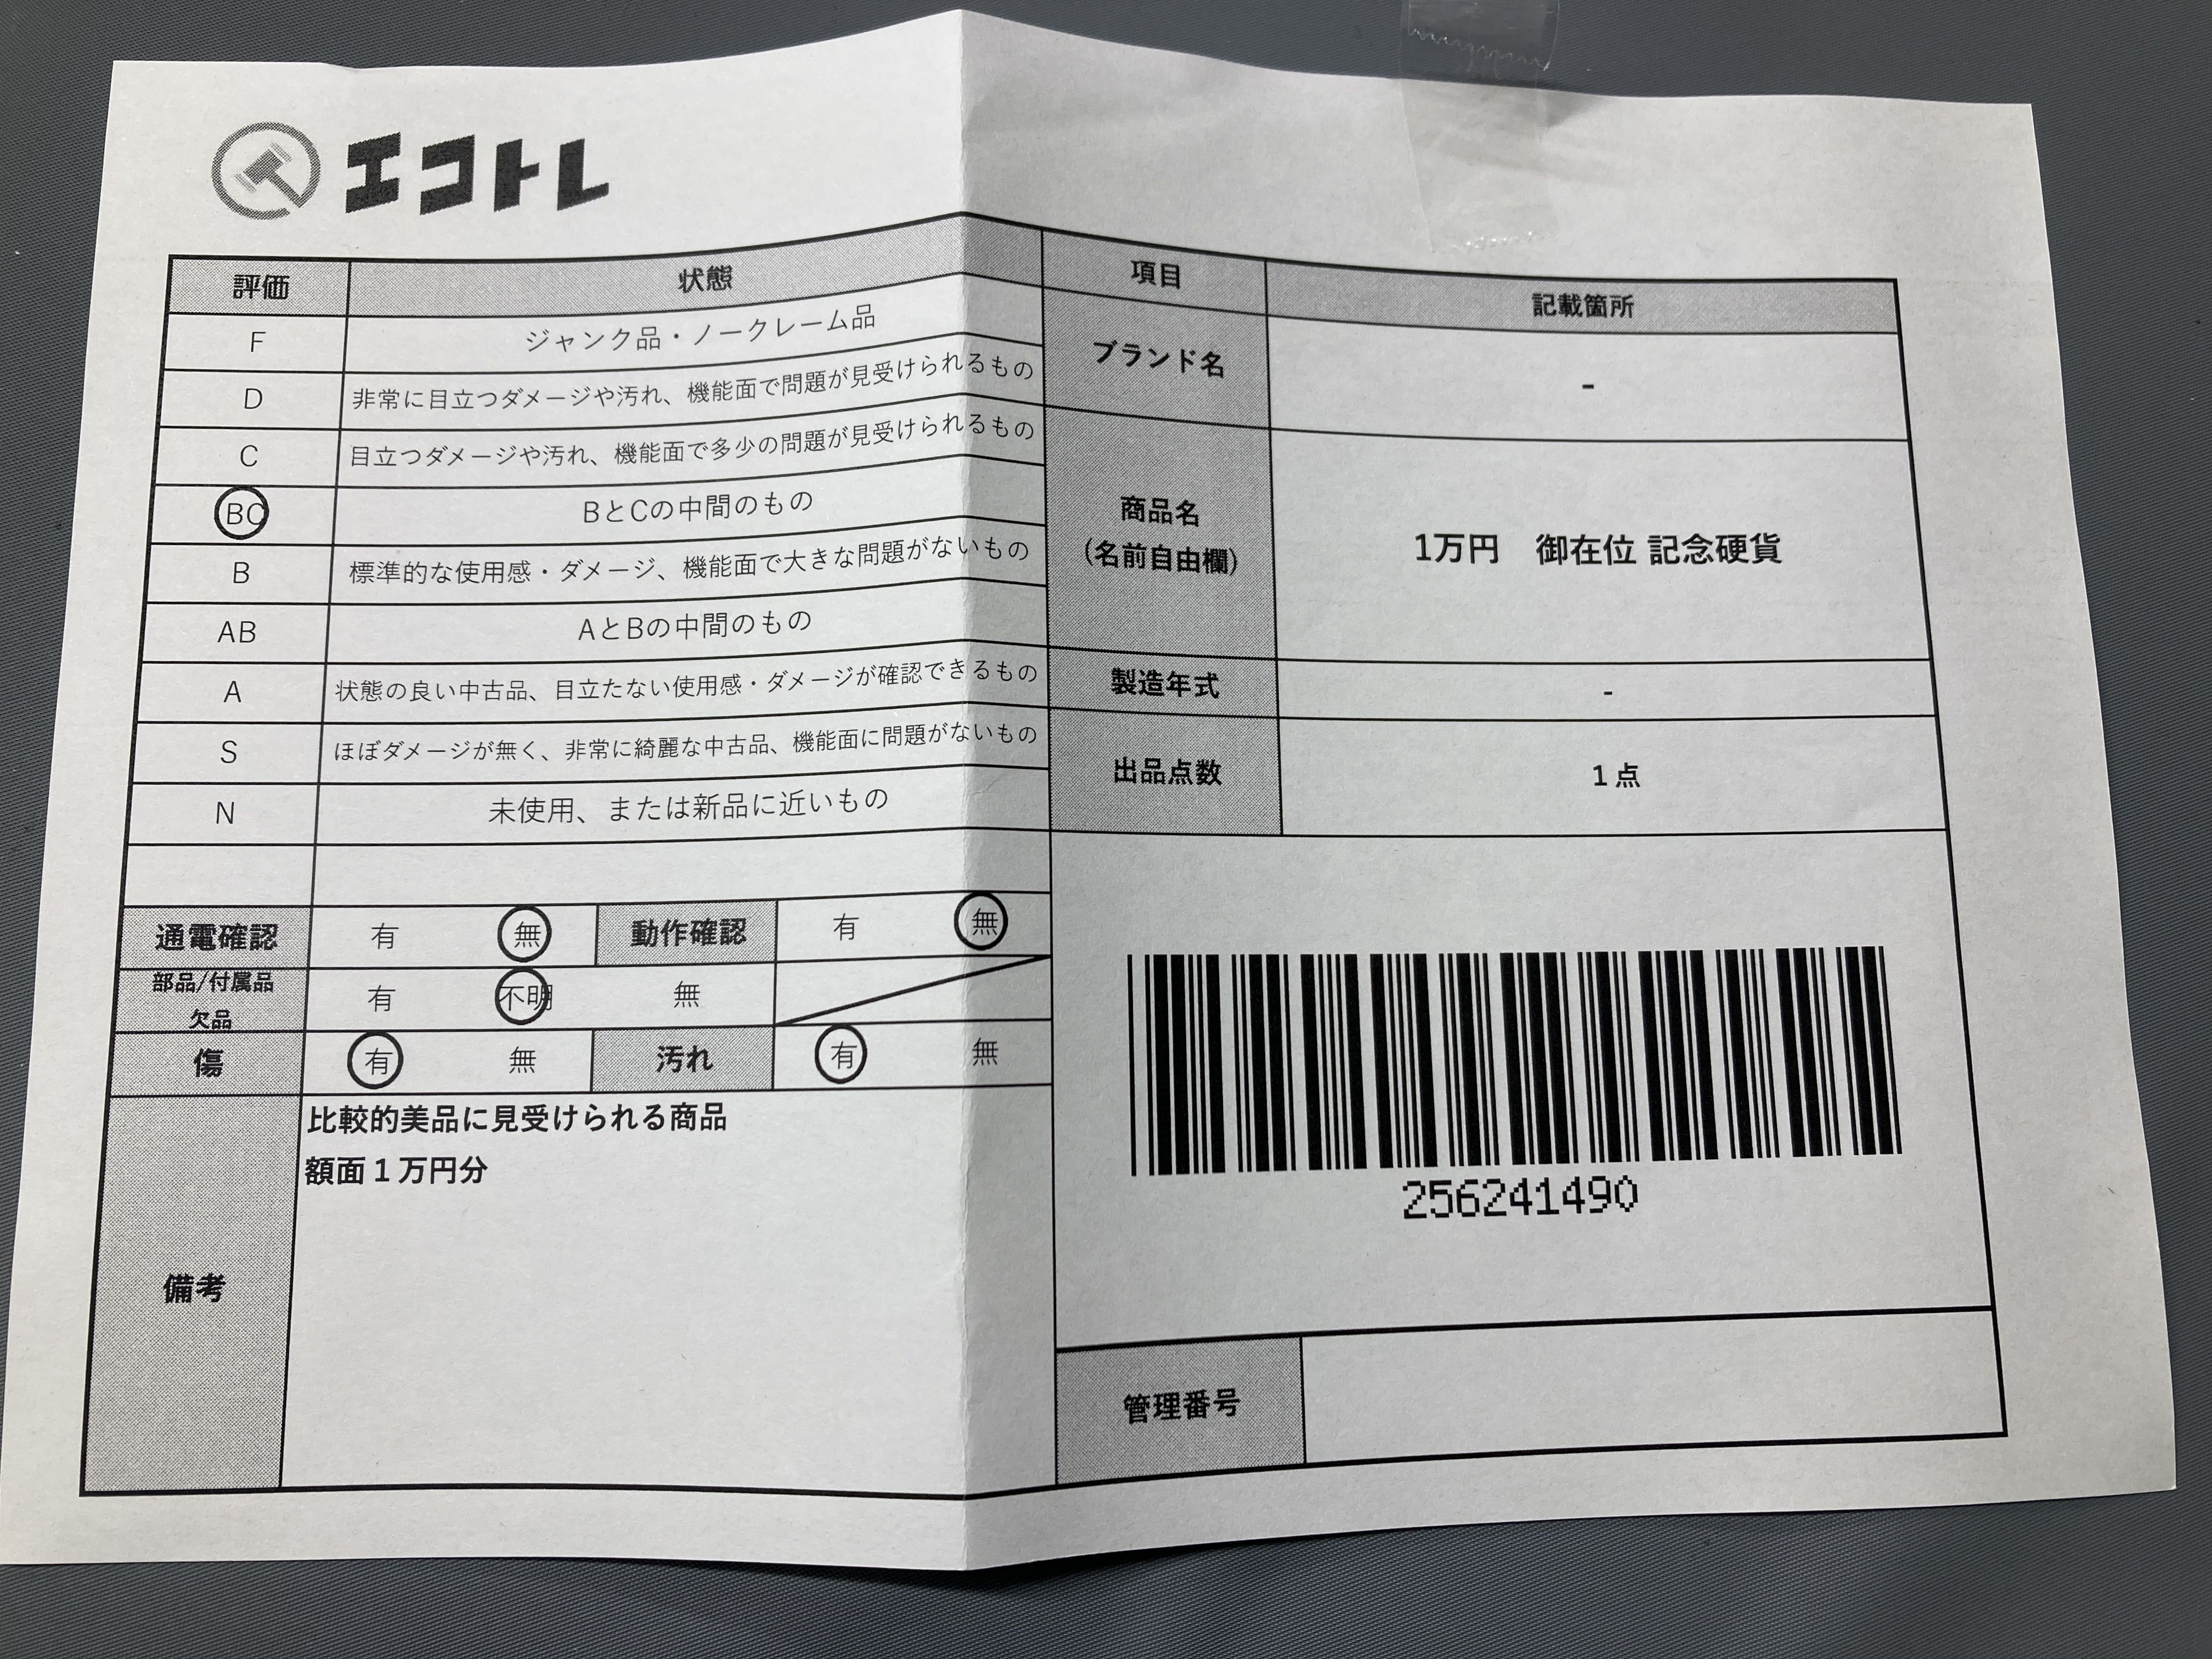 エコトレ
評価 状態
F ジャンク品・ノークレーム品
D 非常に目立つダメージや汚れ、機能面で問題が見受けられるもの
C 目立つダメージや汚れ、機能面で多少の問題が見受けられるもの
BC BとCの中間のもの
B 標準的な使用感・ダメージ、機能面で大きな問題がないもの
AB AとBの中間のもの
A 状態の良い中古品、目立たない使用感・ダメージが確認できるもの
S ほぼダメージが無く、非常に綺麗な中古品、機能面に問題がないもの
N 未使用、または新品に近いもの
通電確認 有 無 動作確認 有 無
部品/付属品
欠品 有 不明 無
傷 有 無 汚れ 有 無
備考
比較的美品に見受けられる商品
額面1万円分
項目 記載箇所
ブランド名 -
商品名
(名前自由欄)
1万円 御在位 記念硬貨
製造年式 -
出品点数 1点
256241490
管理番号